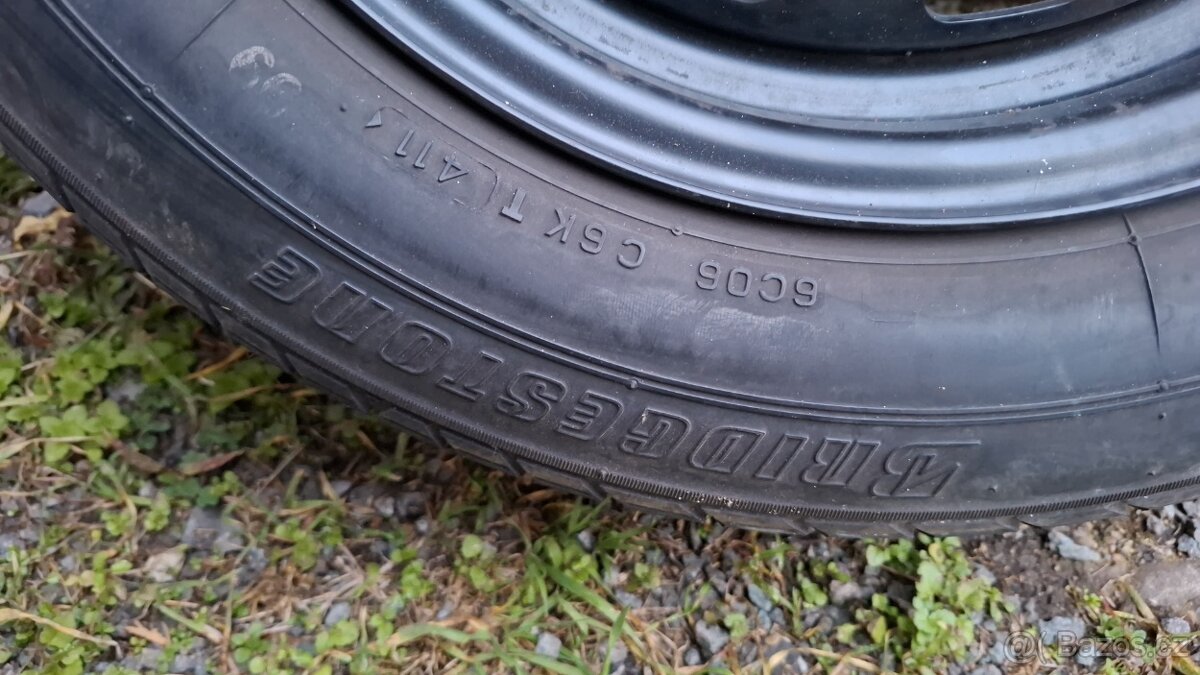 6C06 C6K T(411
BRIDGESTONE
Bazos.cz